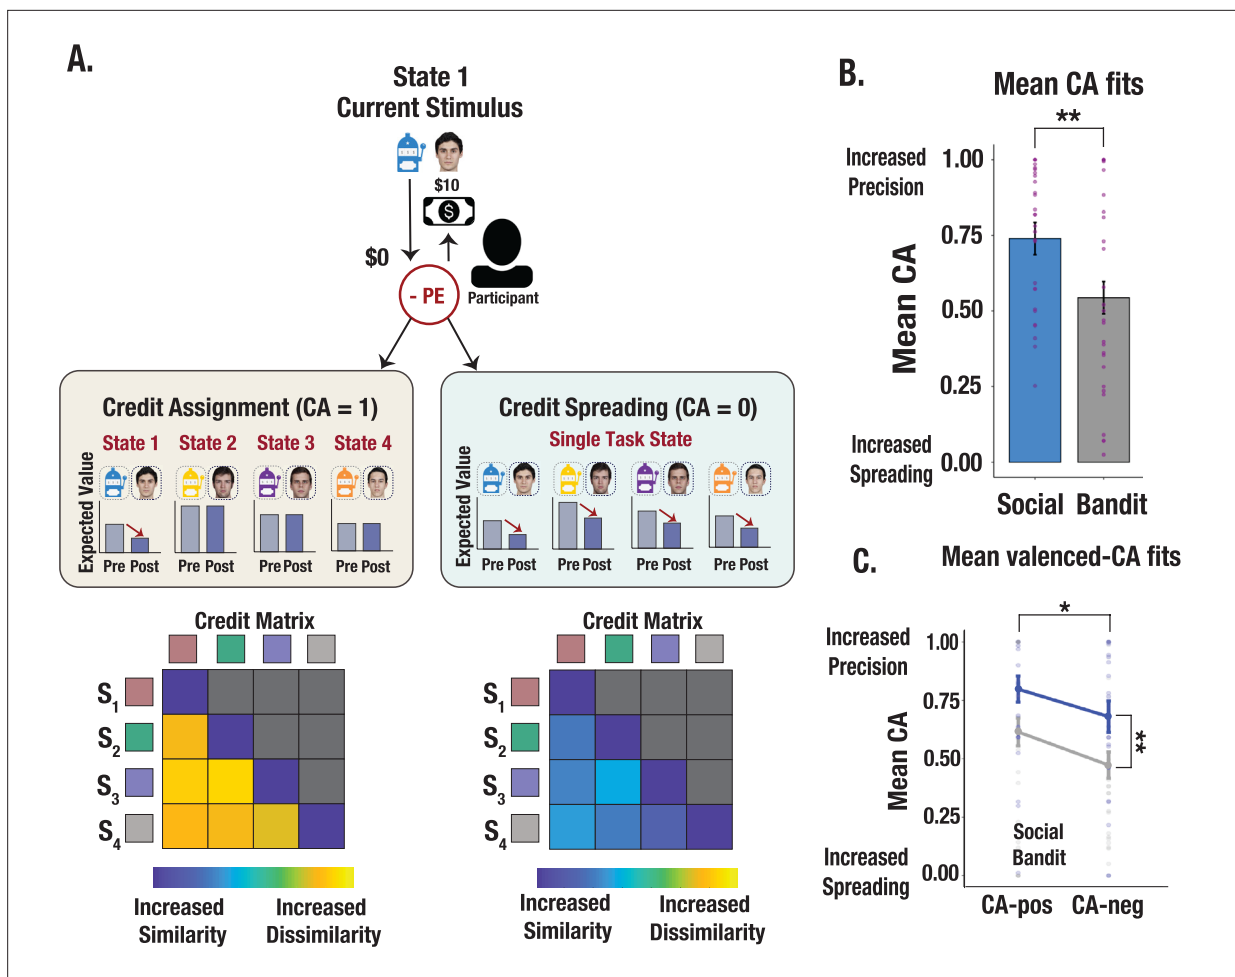 A.
State 1
Current Stimulus
$10
$
$0
- PE
Participant
Credit Assignment (CA = 1)
State 1 State 2 State 3 State 4
Expected Value
Pre Post Pre Post Pre Post Pre Post
Credit Spreading (CA = 0)
Single Task State
Expected Value
Pre Post Pre Post Pre Post Pre Post
Credit Matrix
S1
S2
S3
S4
Increased Similarity
Increased Dissimilarity
Credit Matrix
S1
S2
S3
S4
Increased Similarity
Increased Dissimilarity
B.
Mean CA fits
**
Increased Precision
Increased Spreading
Mean CA
1.00
0.75
0.50
0.25
0.00
Social Bandit
C.
Mean valenced-CA fits
*
Increased Precision
Increased Spreading
Mean CA
1.00
0.75
0.50
0.25
0.00
**
Social
Bandit
CA-pos CA-neg